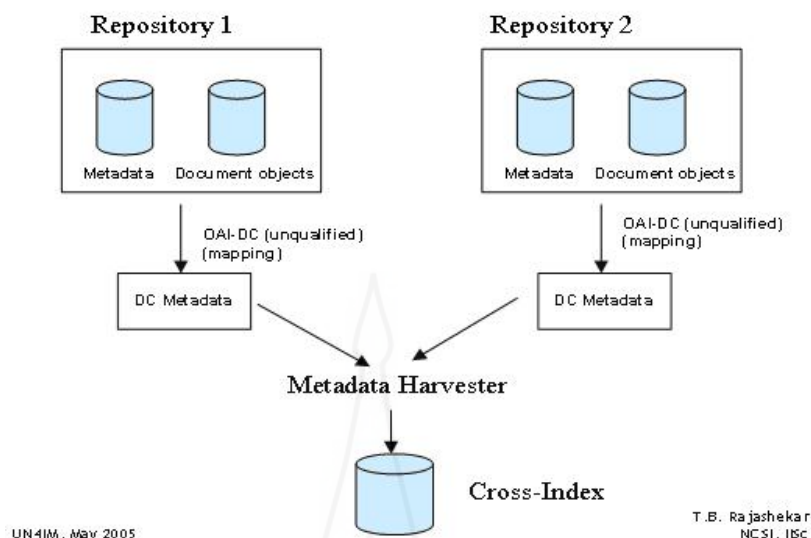 Repository 1
Repository 2
Metadata
Document objects
Metadata
Document objects
OAI-DC (unqualified)
(mapping)
OAI-DC (unqualified)
(mapping)
DC Metadata
DC Metadata
Metadata Harvester
Cross-Index
UN4IM, May 2005
T.B. Rajashekar
NCSI, IISc